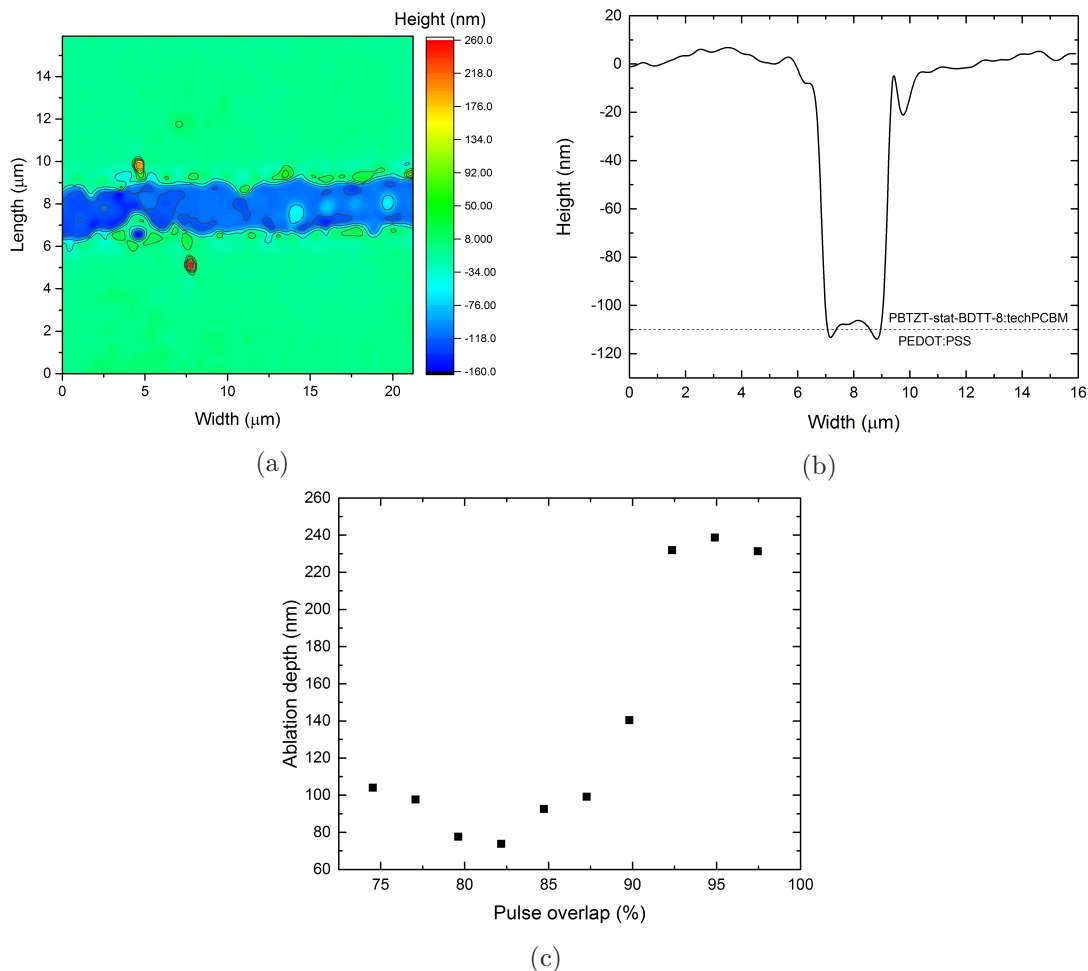 Height (nm)
260.0
218.0
176.0
134.0
92.00
50.00
8.000
-34.00
-76.00
-118.0
-160.0
Length (μm)
14
12
10
8
6
4
2
0
0 5 10 15 20
Width (μm)
(a)
Height (nm)
20
0
-20
-40
-60
-80
-100
-120
PBTZT-stat-BDTT-8:techPCBM
PEDOT:PSS
0 2 4 6 8 10 12 14 16
Width (μm)
(b)
Ablation depth (nm)
260
240
220
200
180
160
140
120
100
80
60
75 80 85 90 95 100
Pulse overlap (%)
(c)